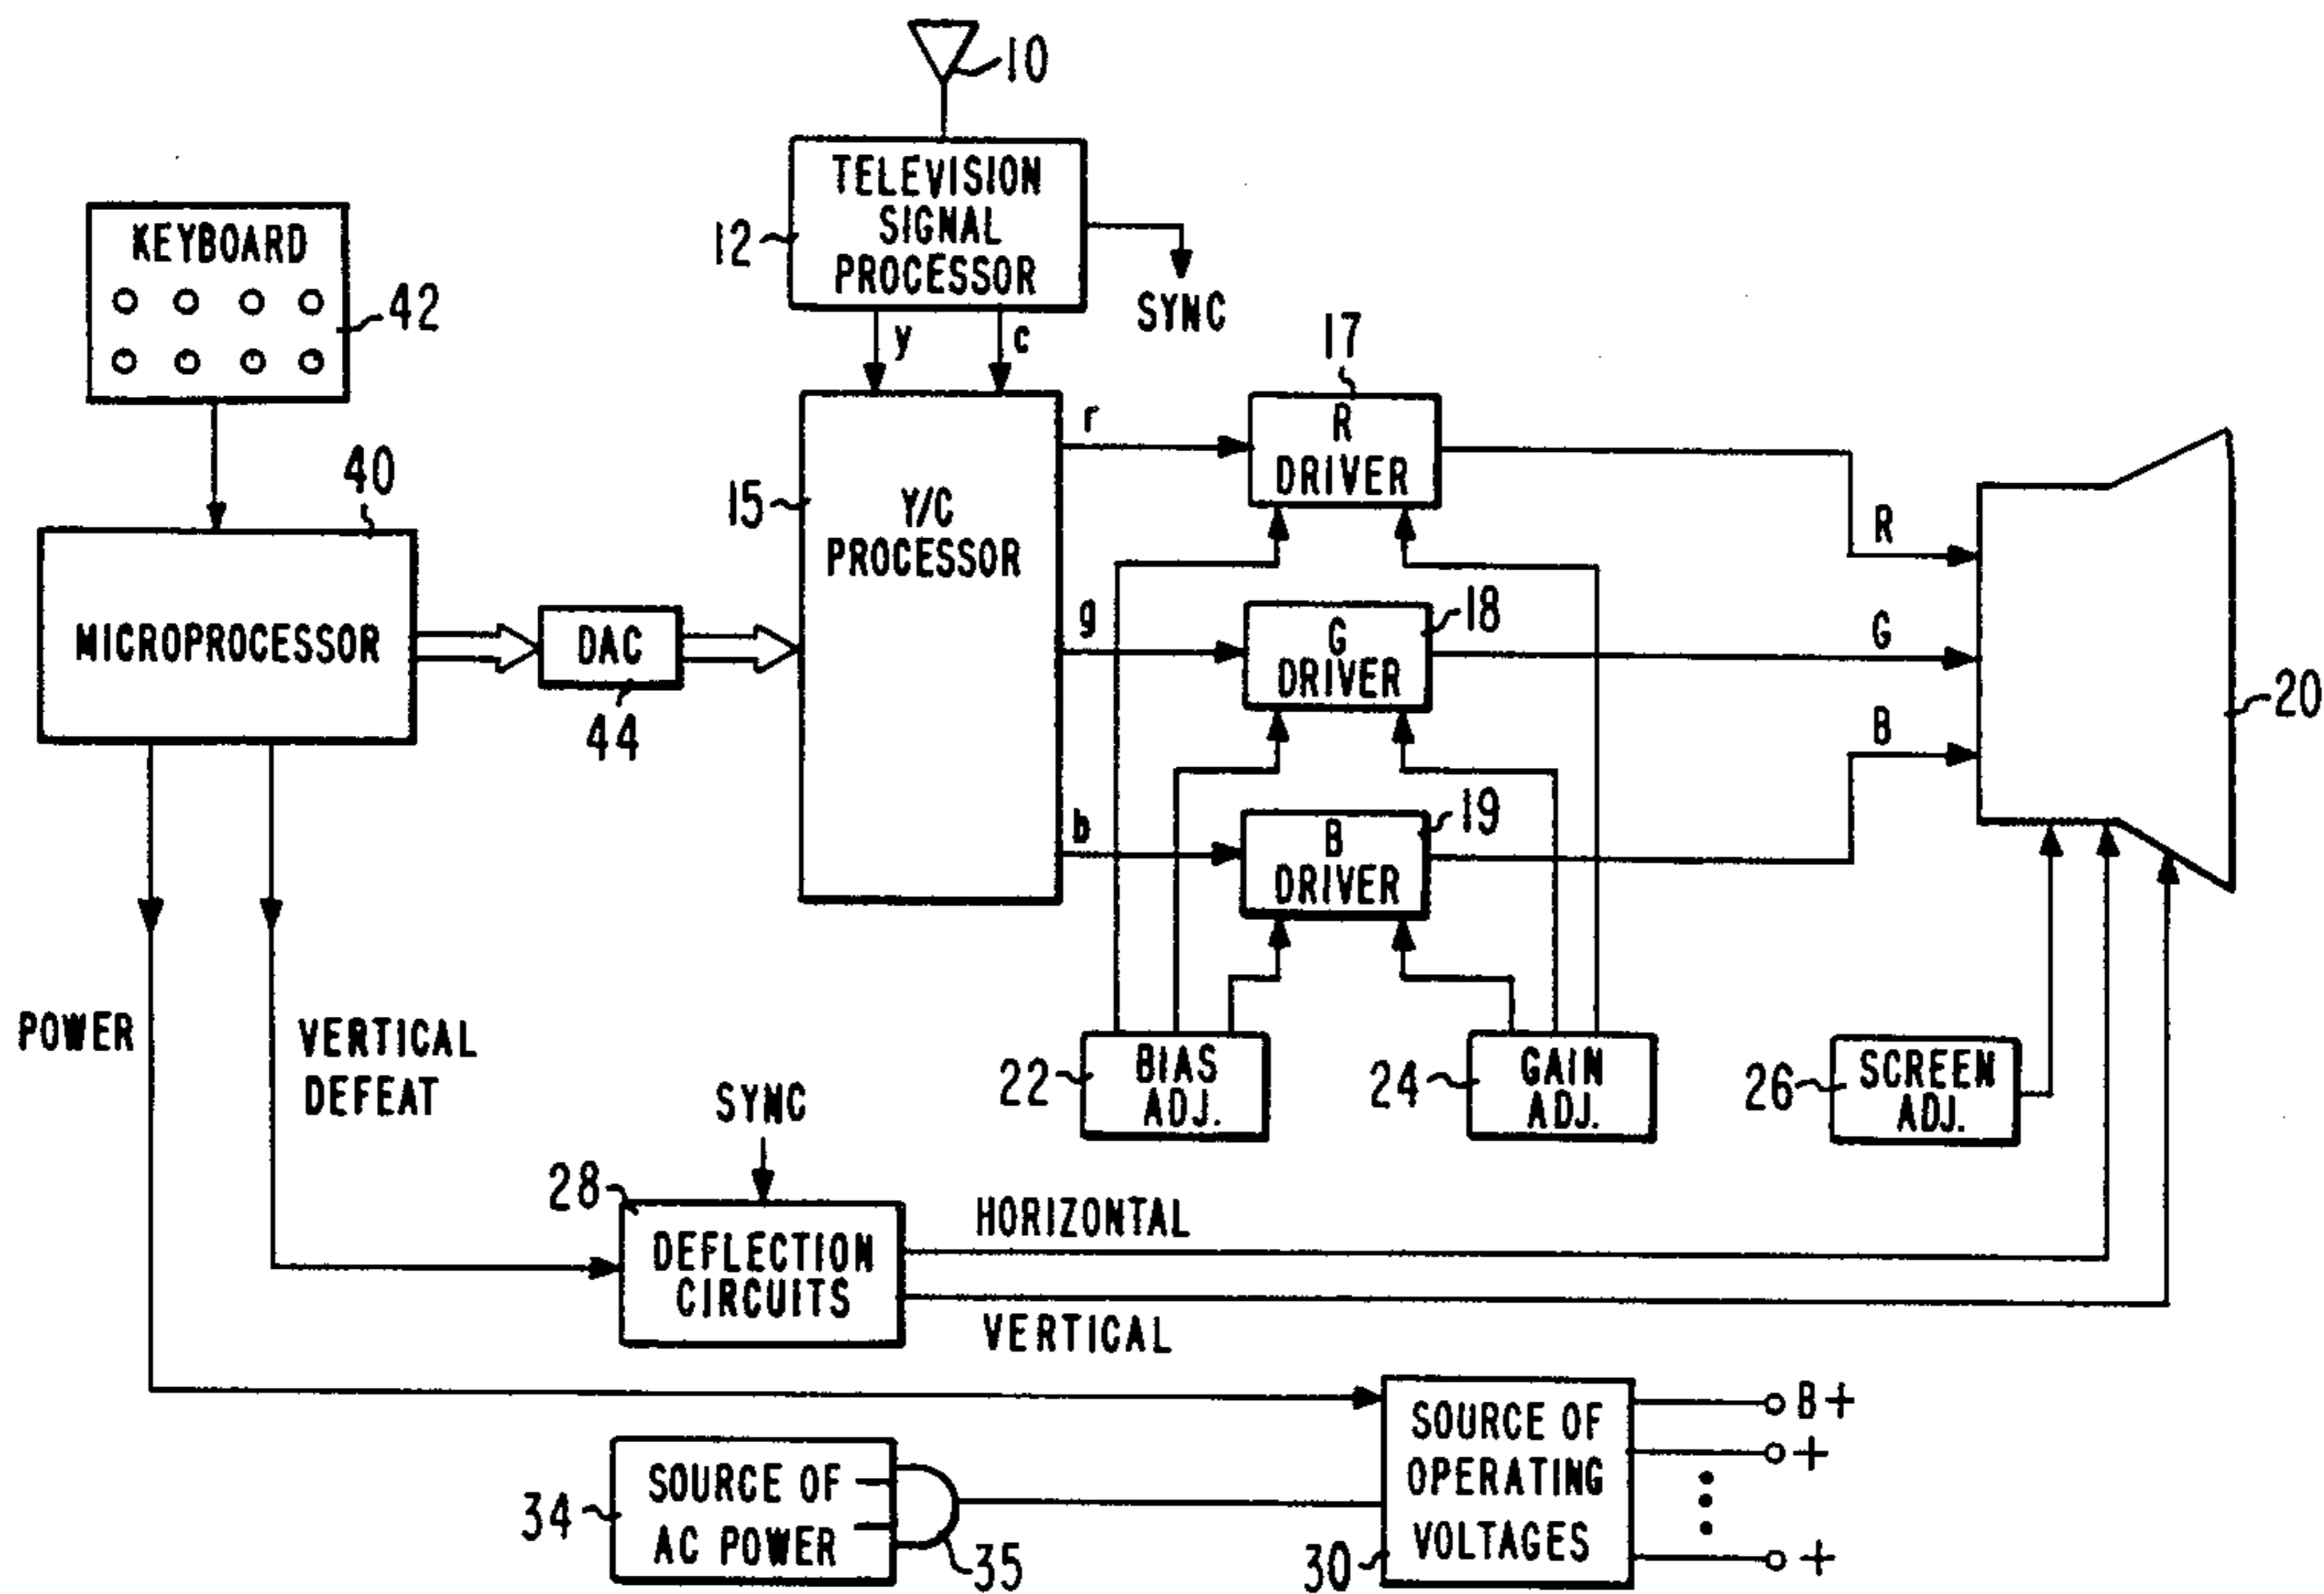 10
TELEVISION
SIGNAL
PROCESSOR
12
SYNC
KEYBOARD
42
y
c
17
r
R
DRIVER
40
15
Y/C
PROCESSOR
R
MICROPROCESSOR
DAC
44
g
G
DRIVER
18
G
20
B
b
B
DRIVER
19
POWER
VERTICAL
DEFEAT
22
BIAS
ADJ.
24
GAIN
ADJ.
26
SCREEN
ADJ.
SYNC
28
DEFLECTION
CIRCUITS
HORIZONTAL
VERTICAL
SOURCE OF
OPERATING
VOLTAGES
30
B+
+
+
34
SOURCE OF
AC POWER
35